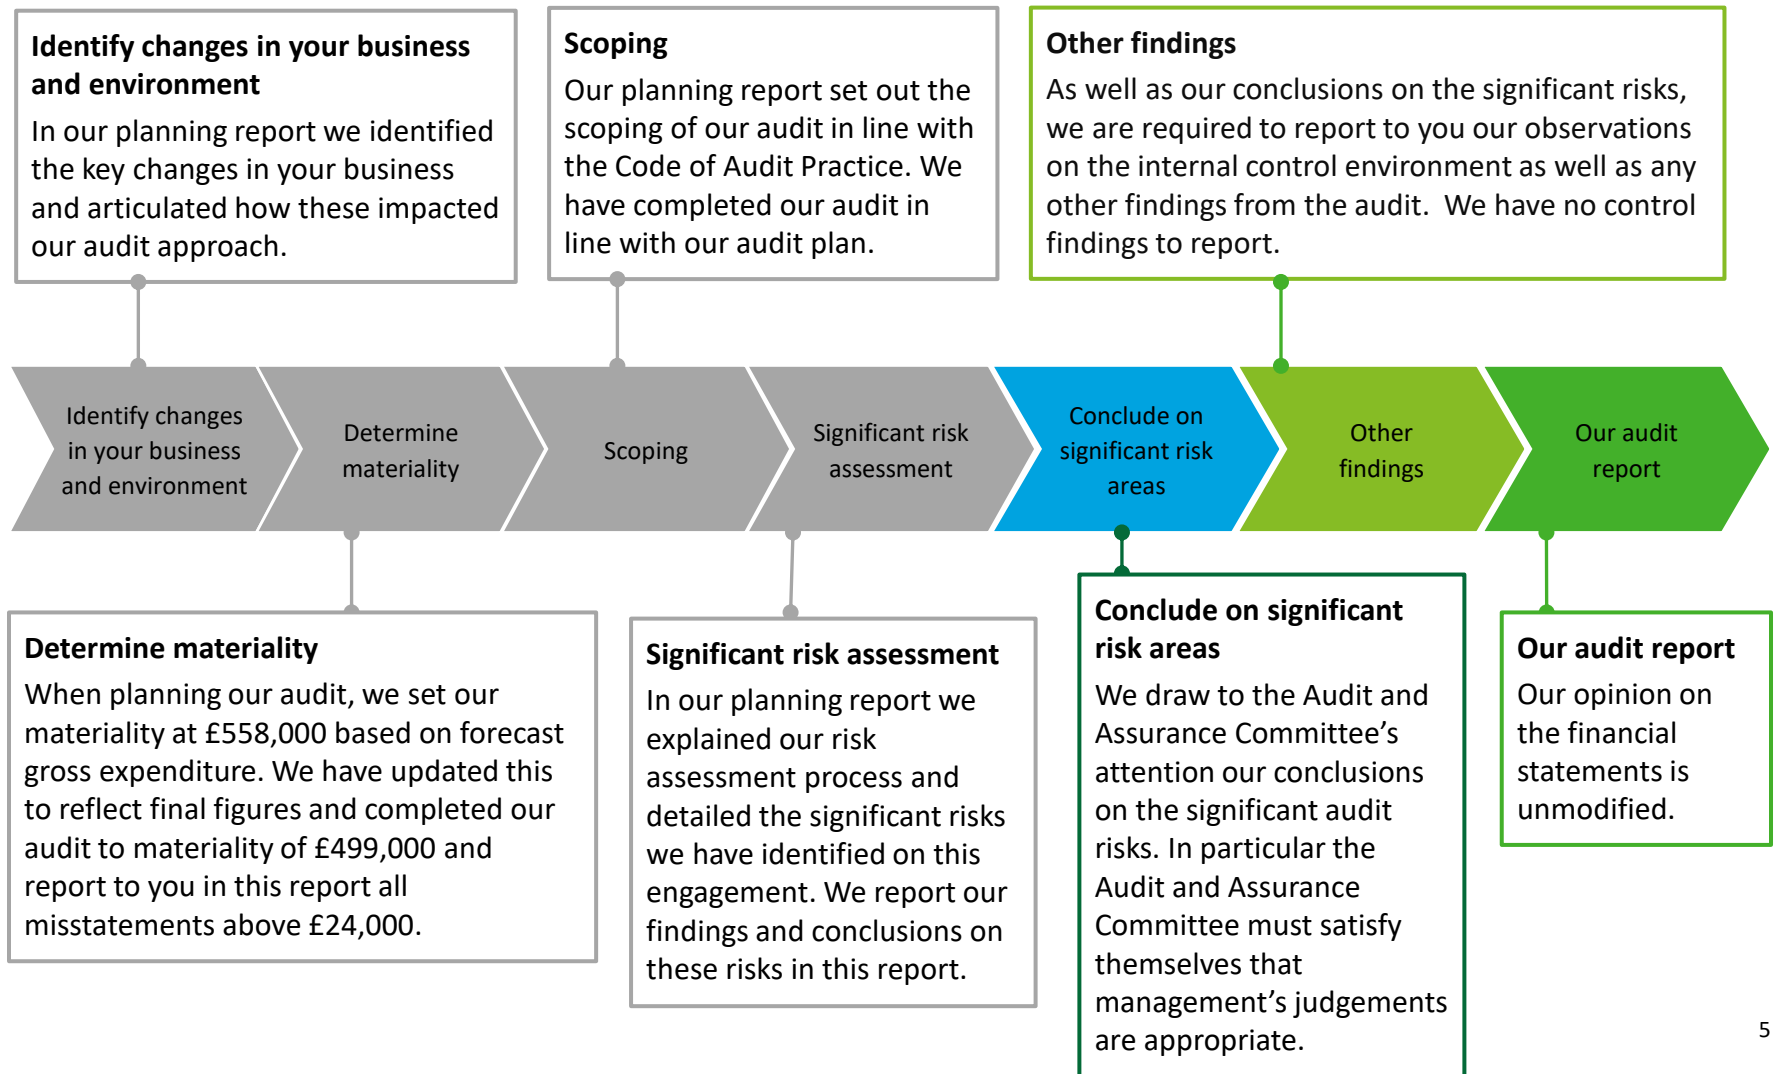 Identify changes in your business
and environment
In our planning report we identified
the key changes in your business
and articulated how these impacted
our audit approach.
Scoping
Our planning report set out the
scoping of our audit in line with
the Code of Audit Practice. We
have completed our audit in
line with our audit plan.
Other findings
As well as our conclusions on the significant risks,
we are required to report to you our observations
on the internal control environment as well as any
other findings from the audit.  We have no control
findings to report.
Identify changes
in your business
and environment
Determine
materiality
Scoping
Significant risk
assessment
Conclude on
significant risk
areas
Other
findings
Our audit
report
Determine materiality
When planning our audit, we set our
materiality at £558,000 based on forecast
gross expenditure. We have updated this
to reflect final figures and completed our
audit to materiality of £499,000 and
report to you in this report all
misstatements above £24,000.
Significant risk assessment
In our planning report we
explained our risk
assessment process and
detailed the significant risks
we have identified on this
engagement. We report our
findings and conclusions on
these risks in this report.
Conclude on significant
risk areas
We draw to the Audit and
Assurance Committee’s
attention our conclusions
on the significant audit
risks. In particular the
Audit and Assurance
Committee must satisfy
themselves that
management’s judgements
are appropriate.
Our audit report
Our opinion on
the financial
statements is
unmodified.
5